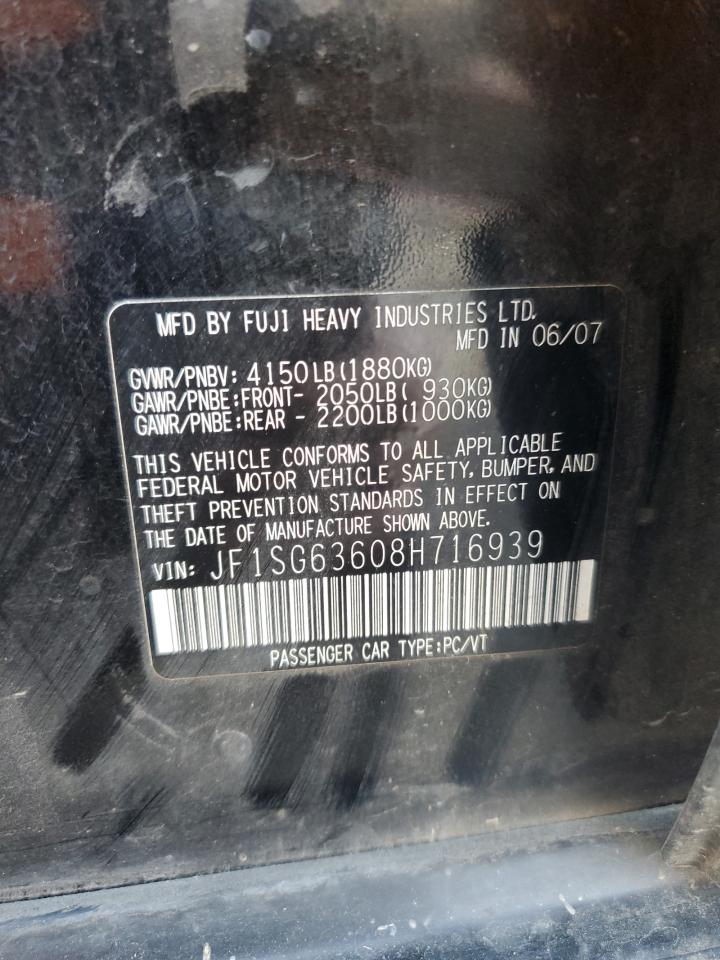 MFD BY FUJI HEAVY INDUSTRIES LTD.
MFD IN 06/07
GVWR/PNBV: 4150LB(1880KG)
GAWR/PNBE:FRONT- 2050LB( 930KG)
GAWR/PNBE:REAR - 2200LB(1000KG)
THIS VEHICLE CONFORMS TO ALL APPLICABLE
FEDERAL MOTOR VEHICLE SAFETY, BUMPER, AND
THEFT PREVENTION STANDARDS IN EFFECT ON
THE DATE OF MANUFACTURE SHOWN ABOVE.
VIN: JF1SG63608H716939
PASSENGER CAR TYPE:PC/VT